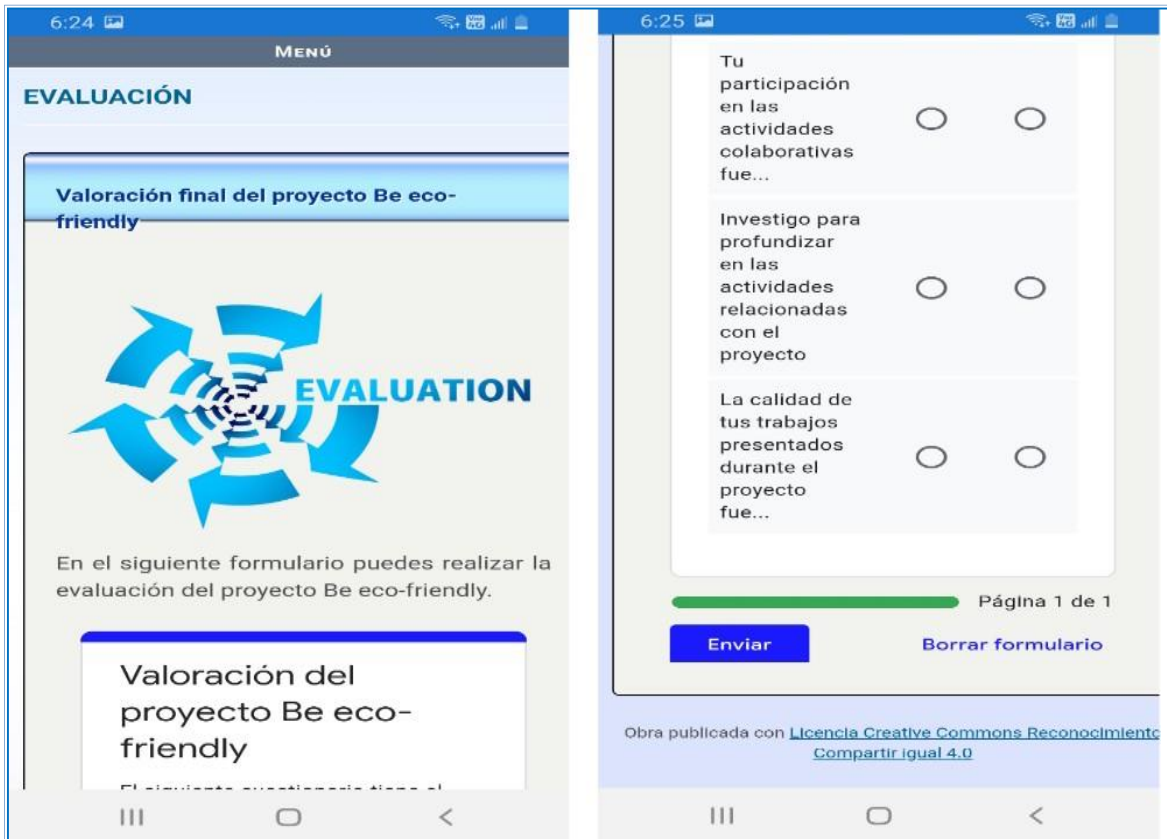 6:24
MENÚ
EVALUACIÓN
Valoración final del proyecto Be eco-
friendly
EVALUATION
En el siguiente formulario puedes realizar la
evaluación del proyecto Be eco-friendly.
Valoración del
proyecto Be eco-
friendly
6:25
Tu
participación
en las
actividades
colaborativas
fue...
Investigo para
profundizar
en las
actividades
relacionadas
con el
proyecto
La calidad de
tus trabajos
presentados
durante el
proyecto
fue...
Página 1 de 1
Enviar
Borrar formulario
Obra publicada con Licencia Creative Commons Reconocimiento
Compartir igual 4.0